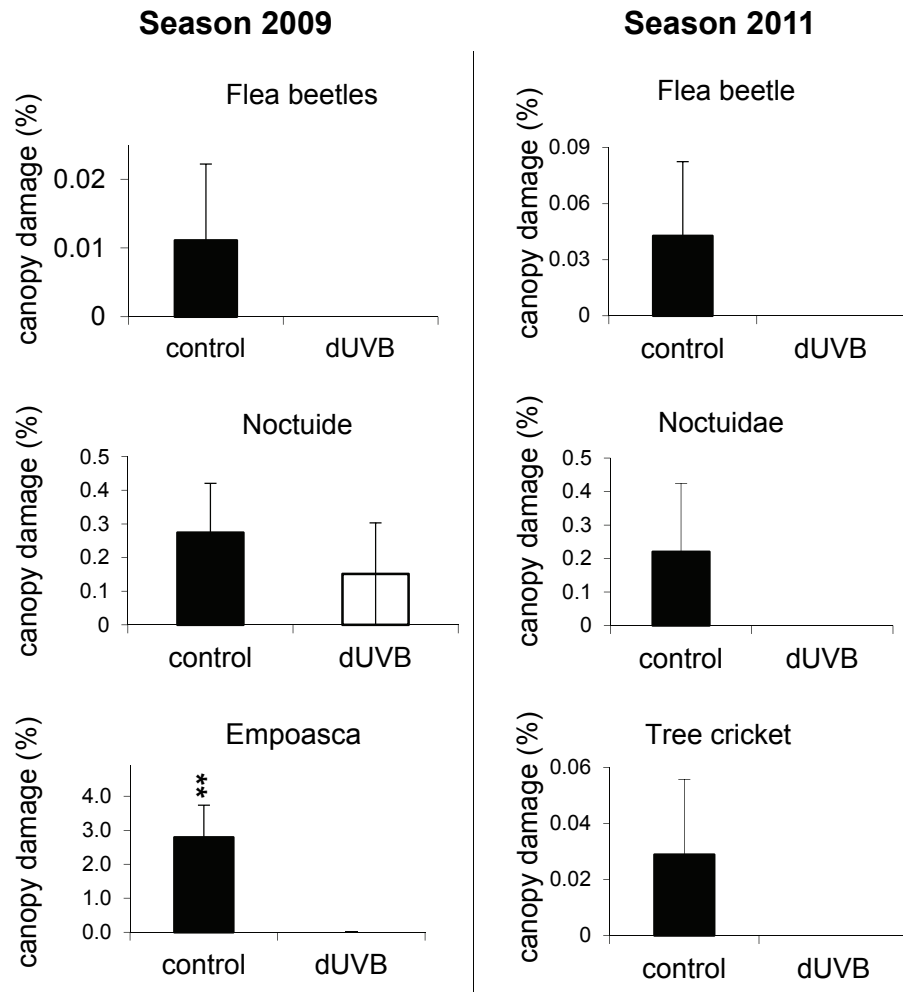 Season 2009
Flea beetles
canopy damage (%)
0.02
0.01
0
control dUVB
Noctuide
canopy damage (%)
0.5
0.4
0.3
0.2
0.1
0
control dUVB
Empoasca
canopy damage (%)
**
4.0
3.0
2.0
1.0
0.0
control dUVB
Season 2011
Flea beetle
canopy damage (%)
0.09
0.06
0.03
0
control dUVB
Noctuidae
canopy damage (%)
0.5
0.4
0.3
0.2
0.1
0
control dUVB
Tree cricket
canopy damage (%)
0.06
0.04
0.02
0
control dUVB